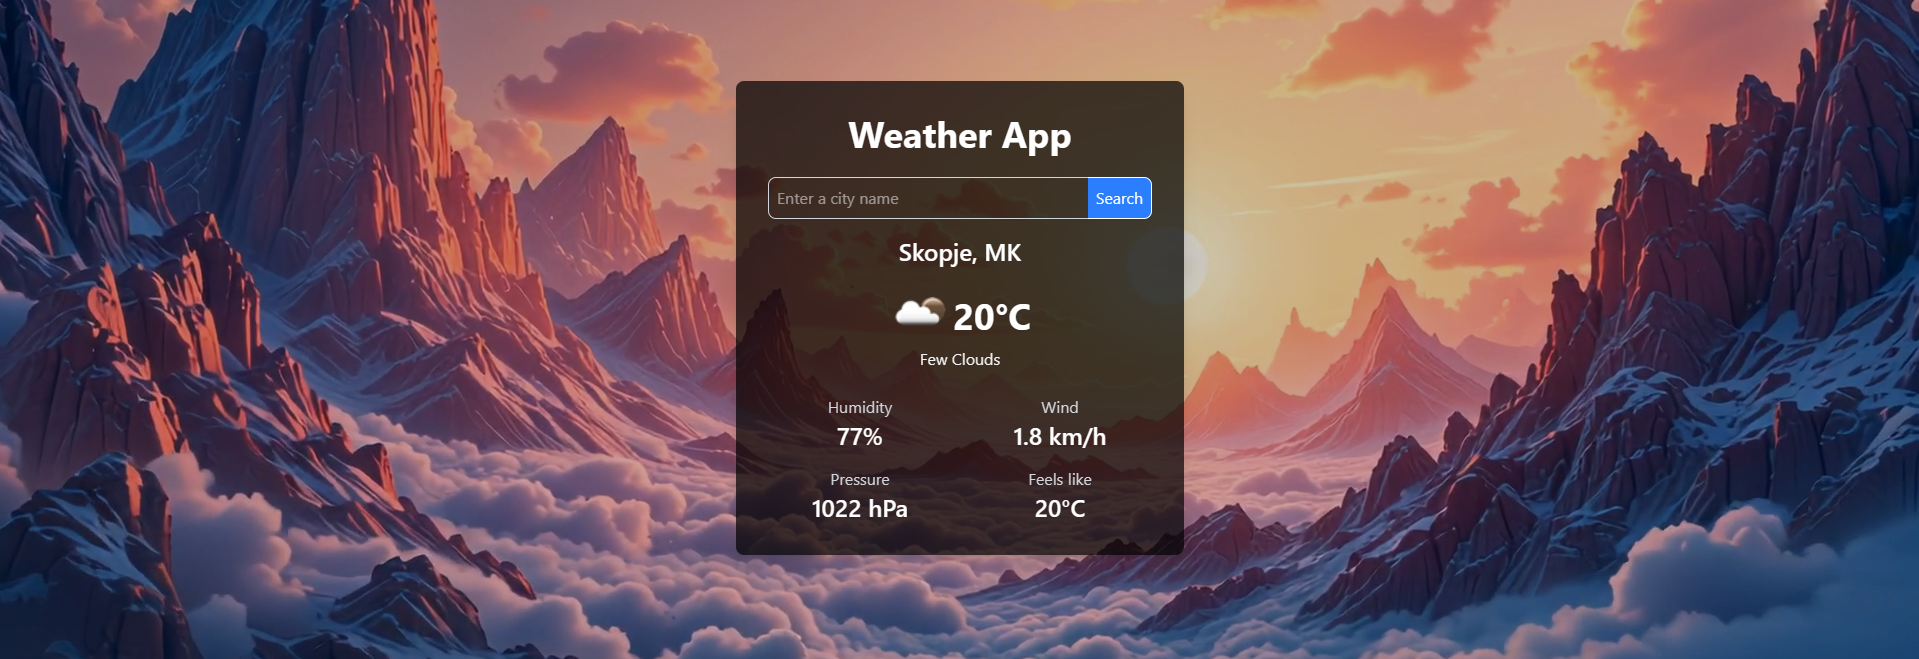 Weather App
Enter a city name
Search
Skopje, MK
20°C
Few Clouds
Humidity
77%
Wind
1.8 km/h
Pressure
1022 hPa
Feels like
20°C